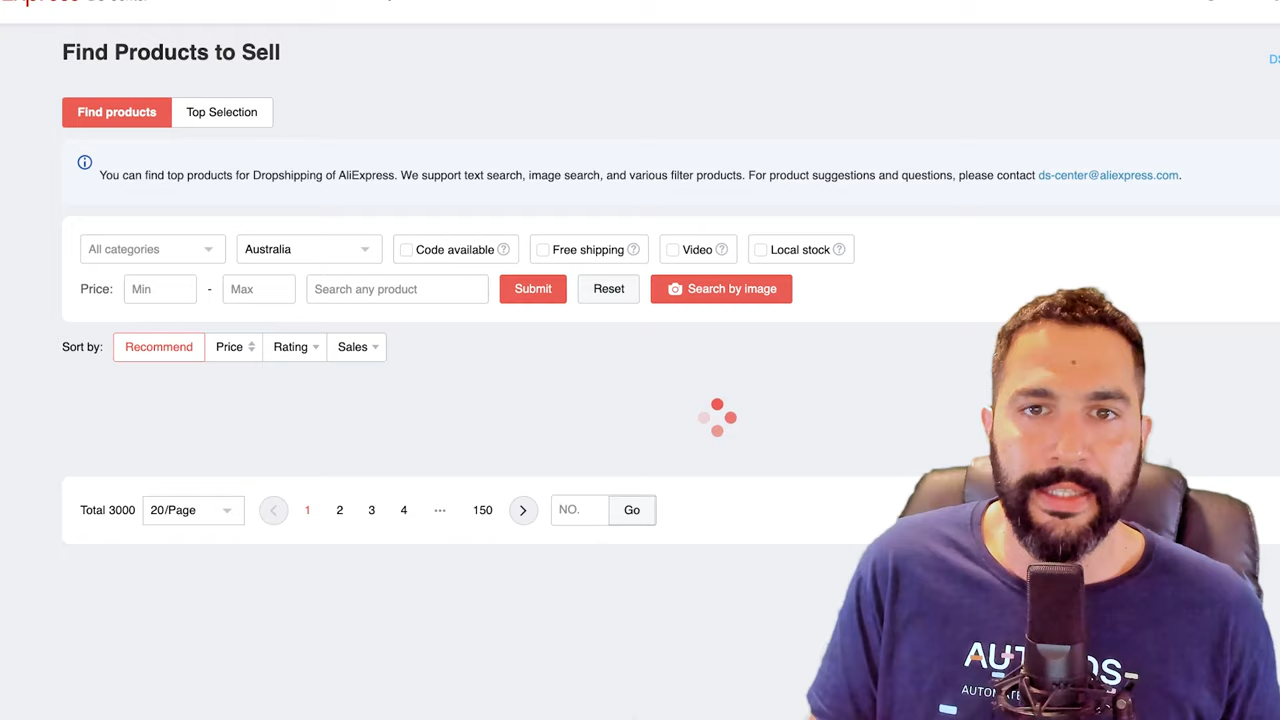 Find Products to Sell
Find products Top Selection
You can find top products for Dropshipping of AliExpress. We support text search, image search, and various filter products. For product suggestions and questions, please contact ds-center@aliexpress.com.
All categories Australia Code available Free shipping Video Local stock
Price: Min - Max Search any product Submit Reset Search by image
Sort by: Recommend Price Rating Sales
Total 3000 20/Page 1 2 3 4 ... 150 NO. Go